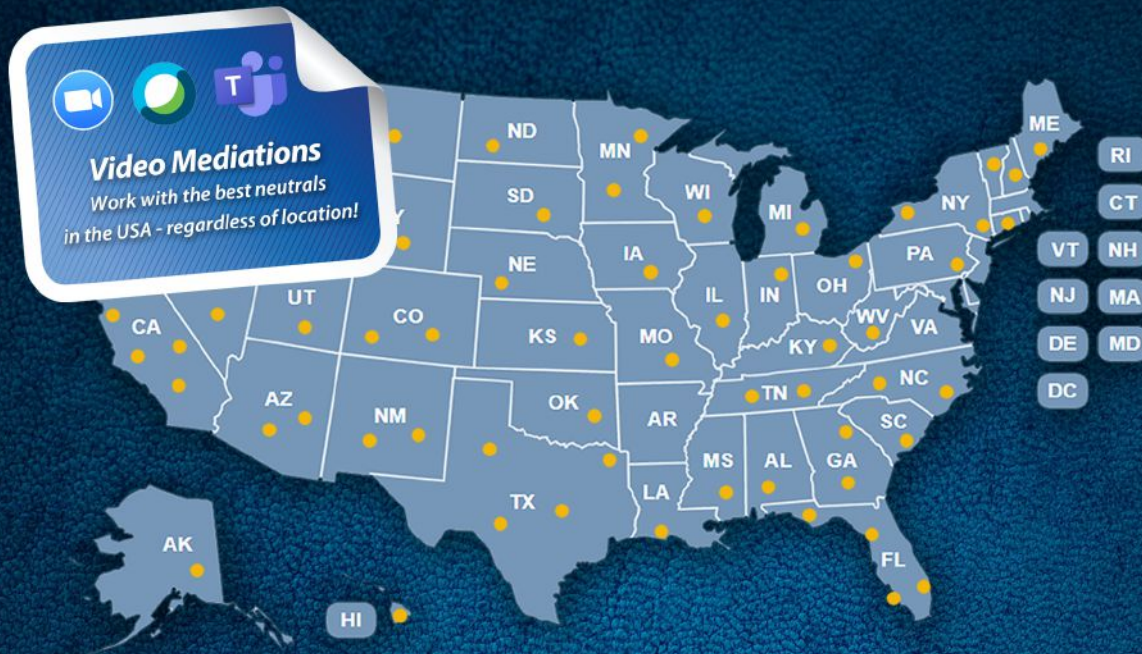 T
Video Mediations
Work with the best neutrals
in the USA - regardless of location!
ND
MN
ME
RI
SD
WI
MI
NY
CT
NE
IA
PA
VT
NH
UT
CO
IL
IN
OH
NJ
MA
CA
KS
MO
KY
WV
VA
DE
MD
AZ
NM
OK
AR
TN
NC
DC
SC
MS
AL
GA
TX
LA
AK
FL
HI